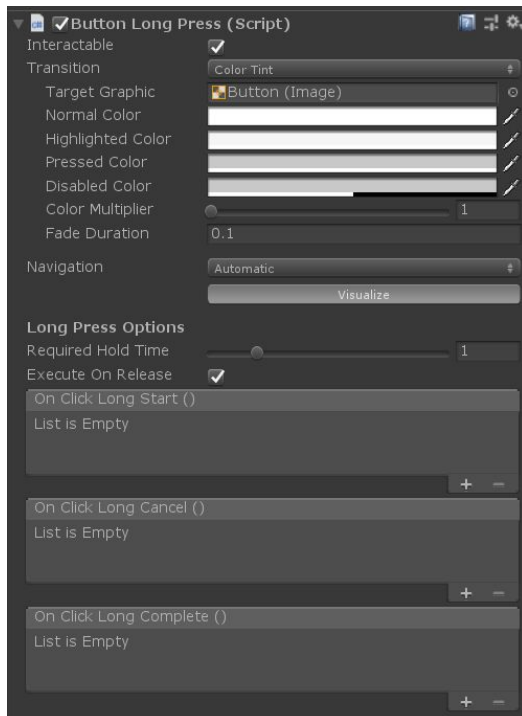 Button Long Press (Script)
Interactable
Transition Color Tint
Target Graphic Button (Image)
Normal Color
Highlighted Color
Pressed Color
Disabled Color
Color Multiplier 1
Fade Duration 0.1
Navigation Automatic
Visualize
Long Press Options
Required Hold Time 1
Execute On Release
On Click Long Start ()
List is Empty
+ −
On Click Long Cancel ()
List is Empty
+ −
On Click Long Complete ()
List is Empty
+ −